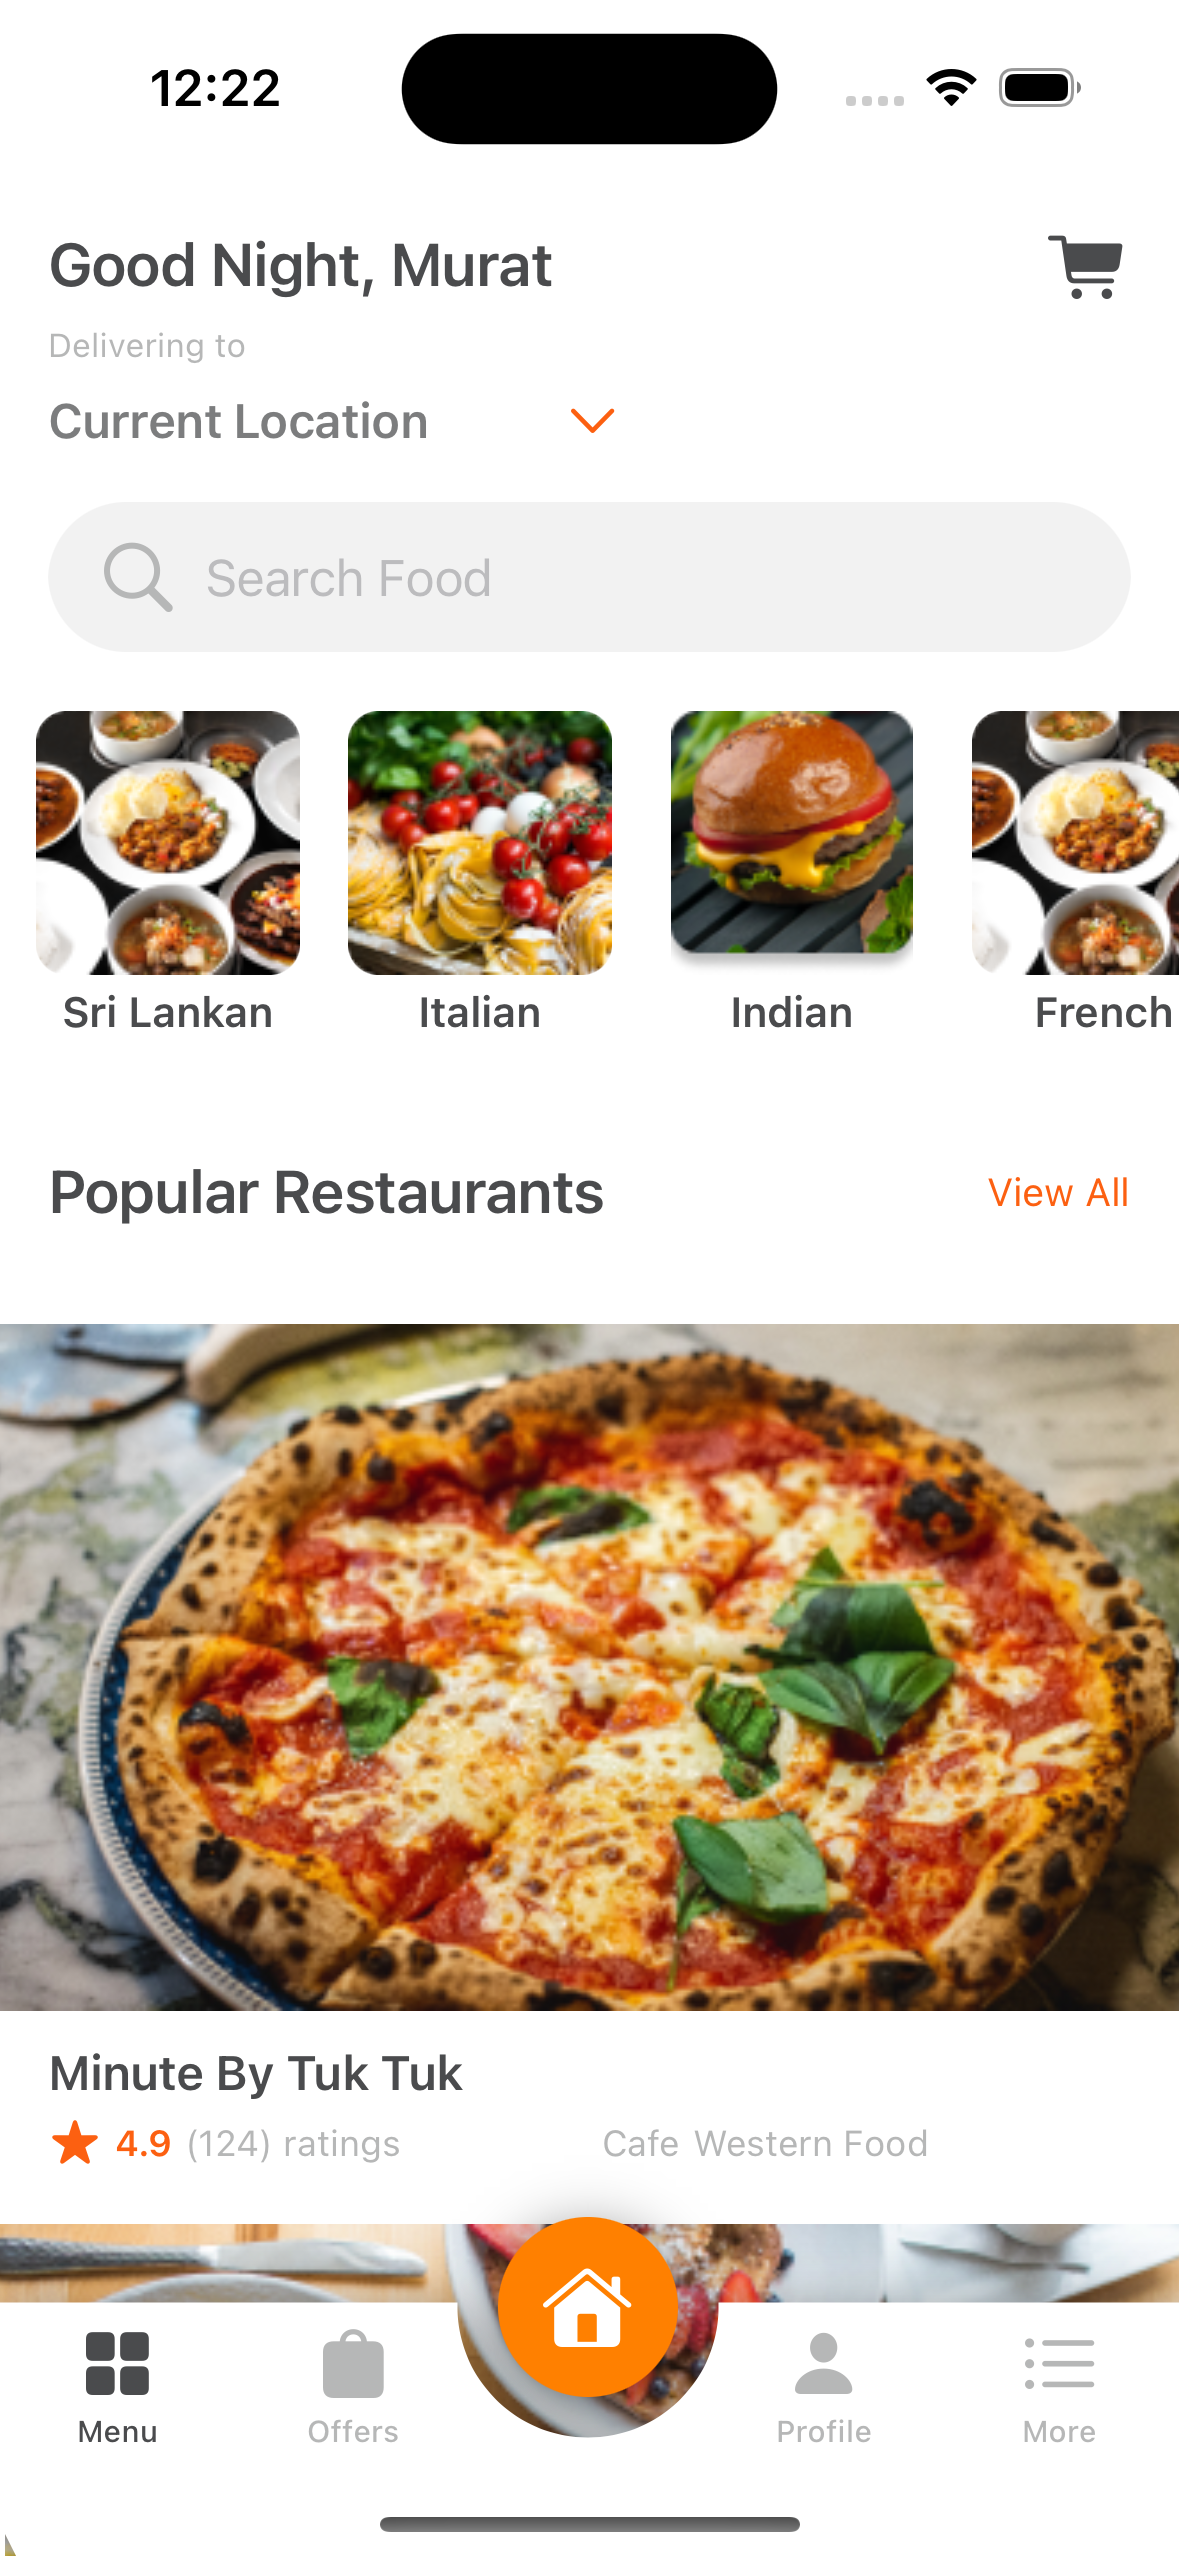 12:22
Good Night, Murat
Delivering to
Current Location
Search Food
Sri Lankan Italian Indian French
Popular Restaurants View All
Minute By Tuk Tuk
4.9 (124) ratings Cafe Western Food
Menu Offers Profile More